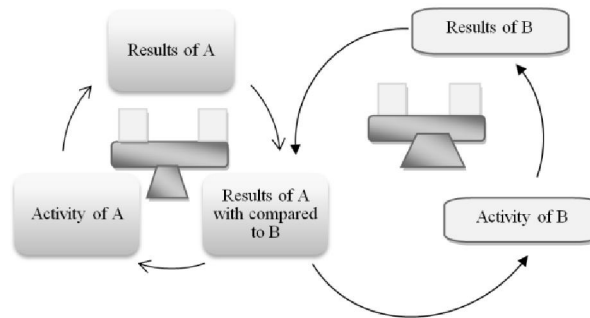 Results of A
Results of B
Activity of A
Results of A
with compared
to B
Activity of B